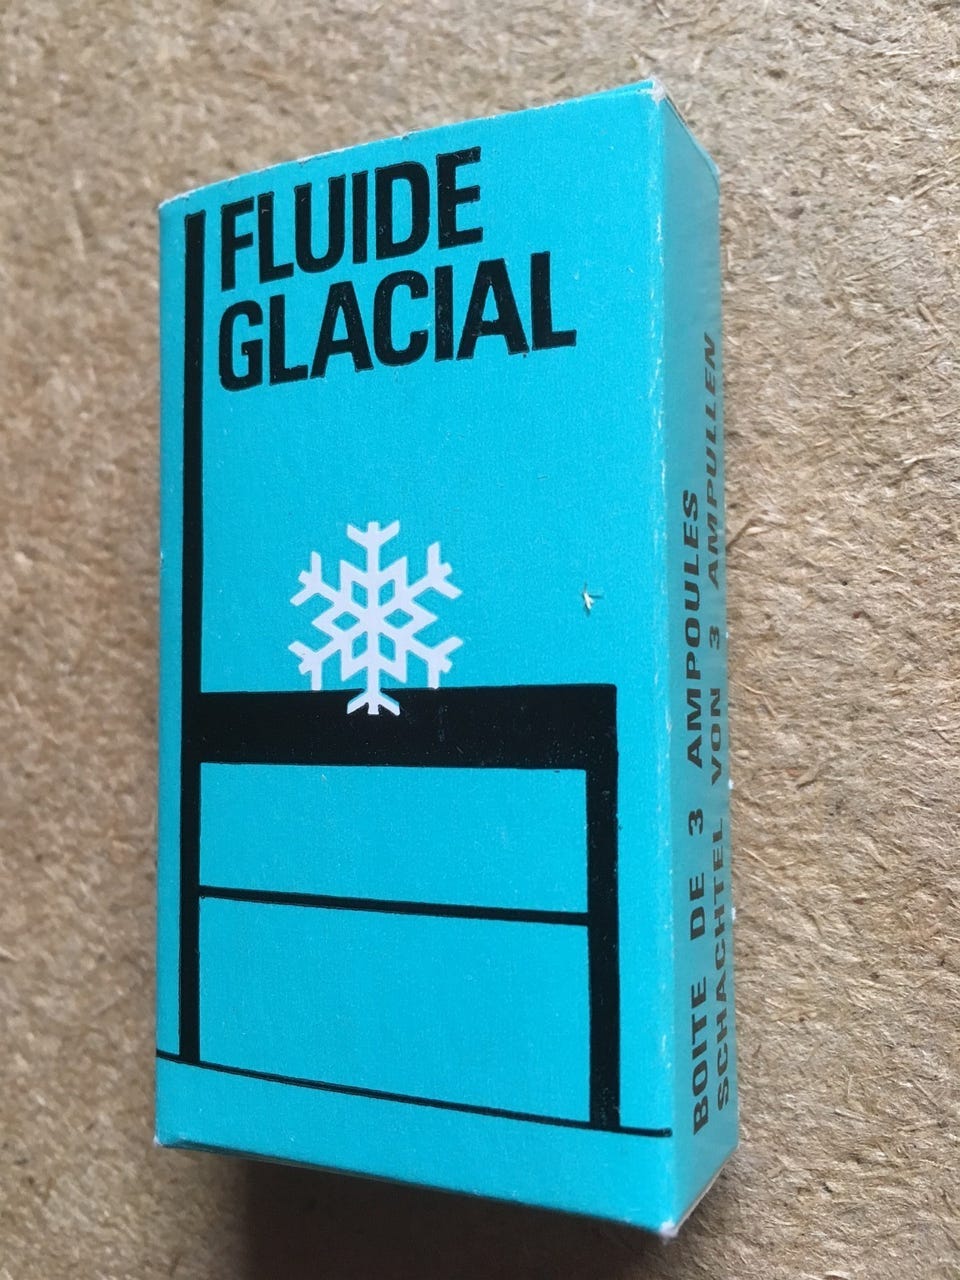 FLUIDE
GLACIAL
BOITE DE 3 AMPOULES
SCHACHTEL VON 3 AMPULLEN